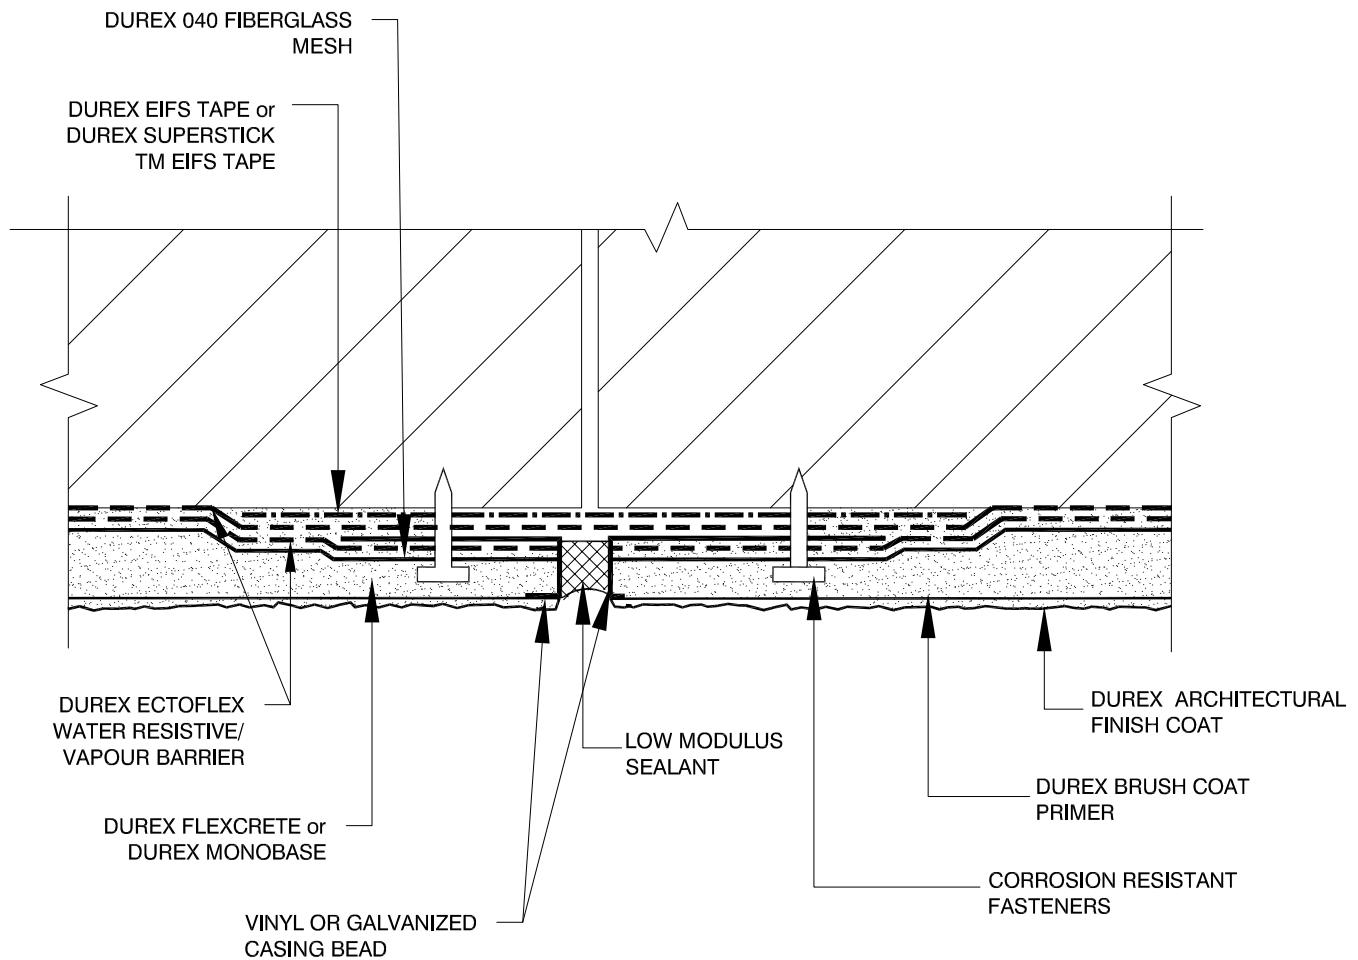 DUREX 040 FIBERGLASS
MESH
DUREX EIFS TAPE or
DUREX SUPERSTICK
TM EIFS TAPE
DUREX ECTOFLEX
WATER RESISTIVE/
VAPOUR BARRIER
DUREX FLEXCRETE or
DUREX MONOBASE
VINYL OR GALVANIZED
CASING BEAD
LOW MODULUS
SEALANT
DUREX ARCHITECTURAL
FINISH COAT
DUREX BRUSH COAT
PRIMER
CORROSION RESISTANT
FASTENERS